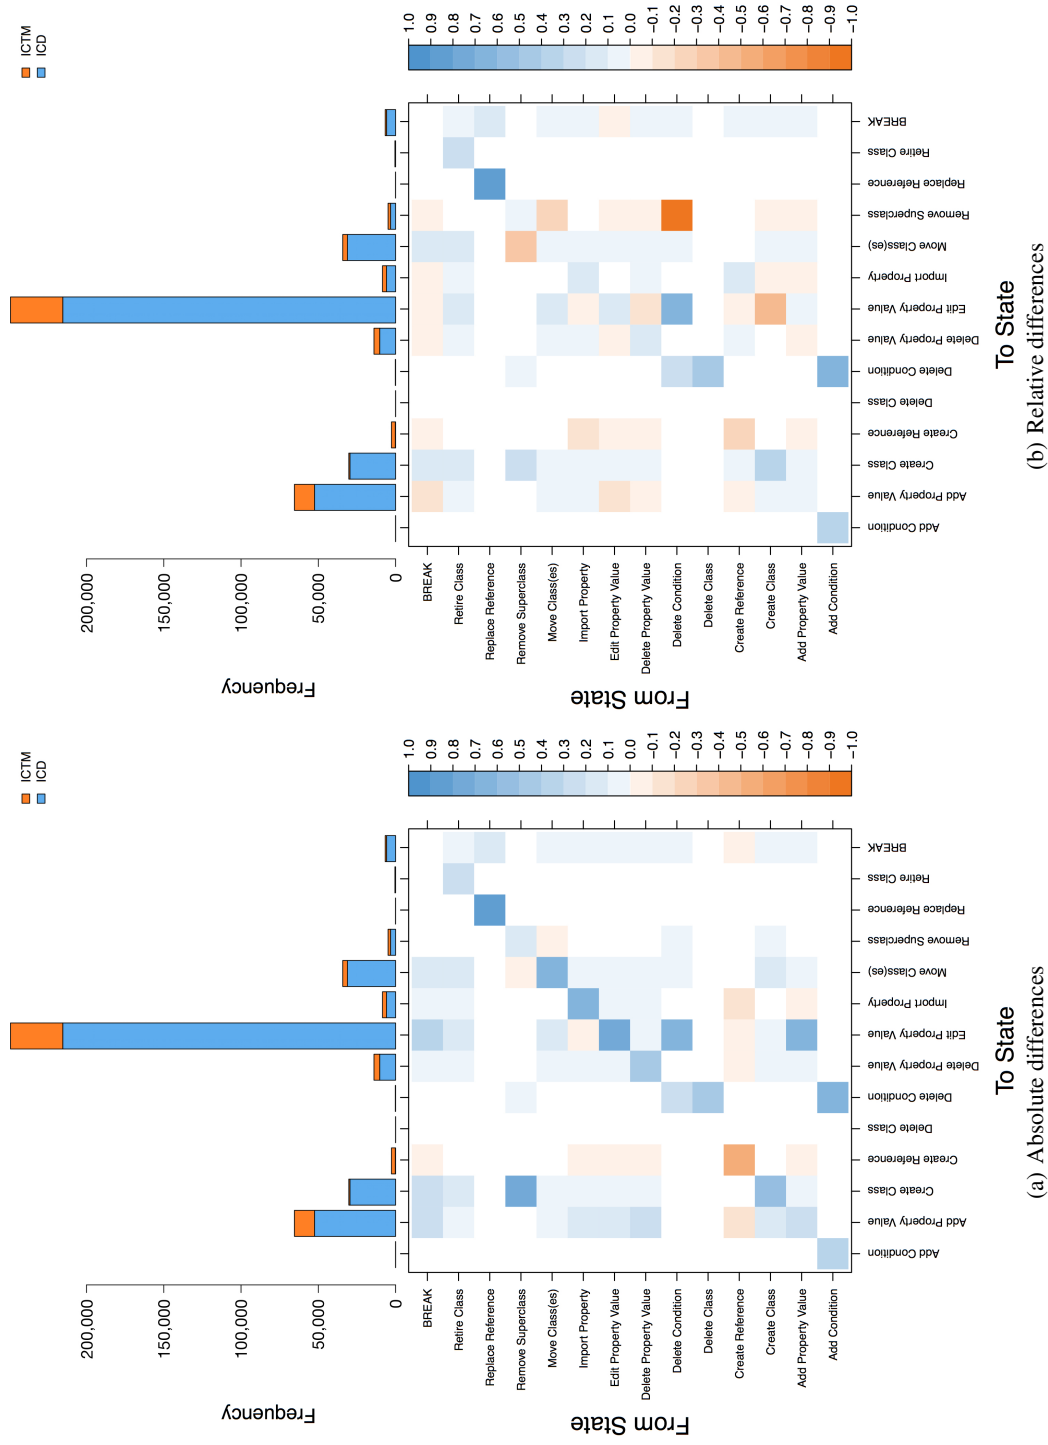 ICTM
ICD
200,000
150,000
100,000
50,000
0
Frequency
BREAK
Retire Class
Replace Reference
Remove Superclass
Move Class(es)
Import Property
Edit Property Value
Delete Property Value
Delete Condition
Delete Class
Create Reference
Create Class
Add Property Value
Add Condition
From State
Add Condition
Add Property Value
Create Class
Create Reference
Delete Class
Delete Condition
Delete Property Value
Edit Property Value
Import Property
Move Class(es)
Remove Superclass
Replace Reference
Retire Class
BREAK
To State
1.0
0.9
0.8
0.7
0.6
0.5
0.4
0.3
0.2
0.1
0.0
−0.1
−0.2
−0.3
−0.4
−0.5
−0.6
−0.7
−0.8
−0.9
−1.0
(a) Absolute differences
ICTM
ICD
200,000
150,000
100,000
50,000
0
Frequency
BREAK
Retire Class
Replace Reference
Remove Superclass
Move Class(es)
Import Property
Edit Property Value
Delete Property Value
Delete Condition
Delete Class
Create Reference
Create Class
Add Property Value
Add Condition
From State
Add Condition
Add Property Value
Create Class
Create Reference
Delete Class
Delete Condition
Delete Property Value
Edit Property Value
Import Property
Move Class(es)
Remove Superclass
Replace Reference
Retire Class
BREAK
To State
1.0
0.9
0.8
0.7
0.6
0.5
0.4
0.3
0.2
0.1
0.0
−0.1
−0.2
−0.3
−0.4
−0.5
−0.6
−0.7
−0.8
−0.9
−1.0
(b) Relative differences